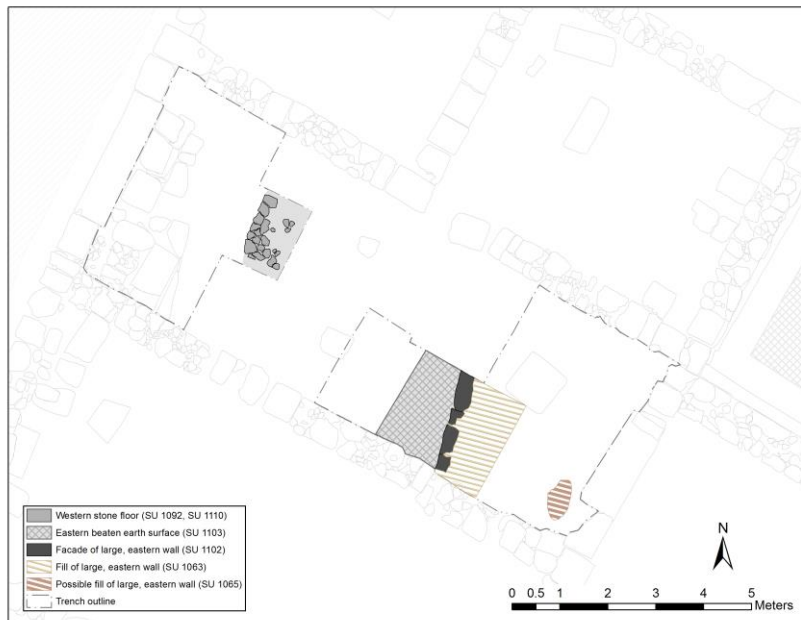 Western stone floor (SU 1092, SU 1110)
Eastern beaten earth surface (SU 1103)
Facade of large, eastern wall (SU 1102)
Fill of large, eastern wall (SU 1063)
Possible fill of large, eastern wall (SU 1065)
Trench outline
N
0 0.5 1 2 3 4 5
Meters